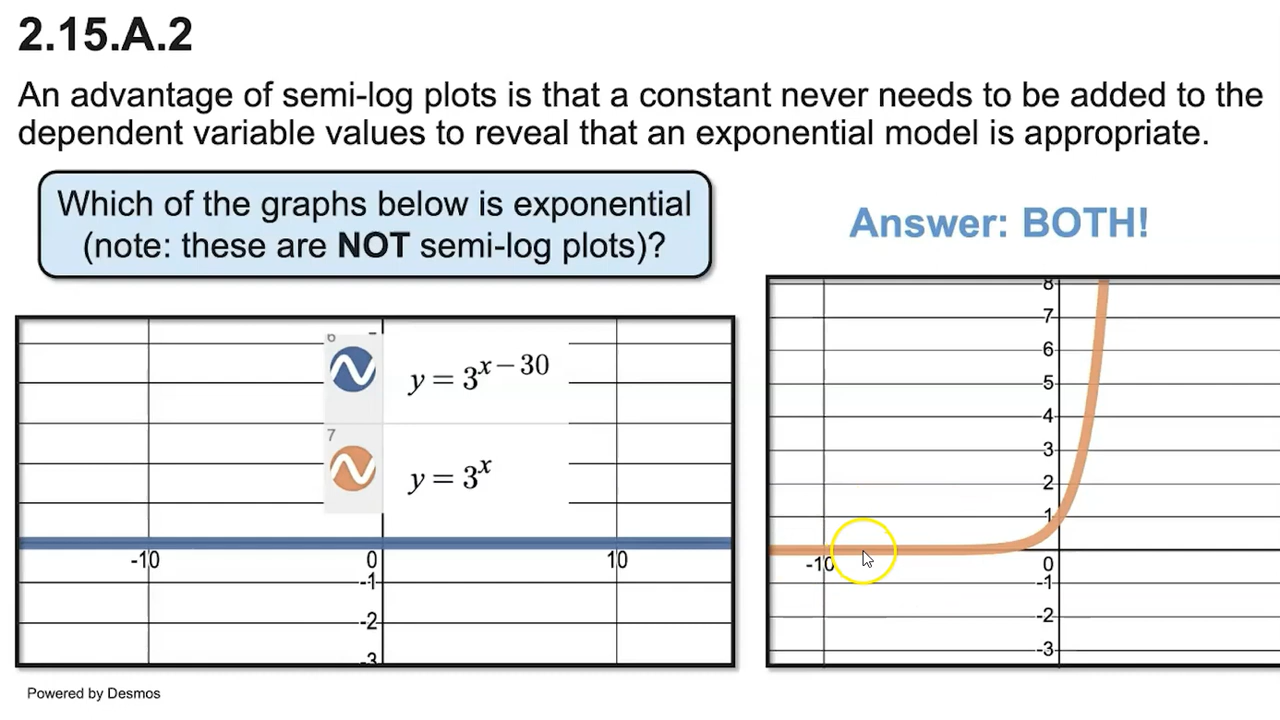 2.15.A.2
An advantage of semi-log plots is that a constant never needs to be added to the
dependent variable values to reveal that an exponential model is appropriate.
Which of the graphs below is exponential
(note: these are NOT semi-log plots)?
Answer: BOTH!
6
y = 3^{x-30}
7
y = 3^x
-10
0
10
-1
-2
-3
8
7
6
5
4
3
2
1
-10
0
-1
-2
-3
Powered by Desmos